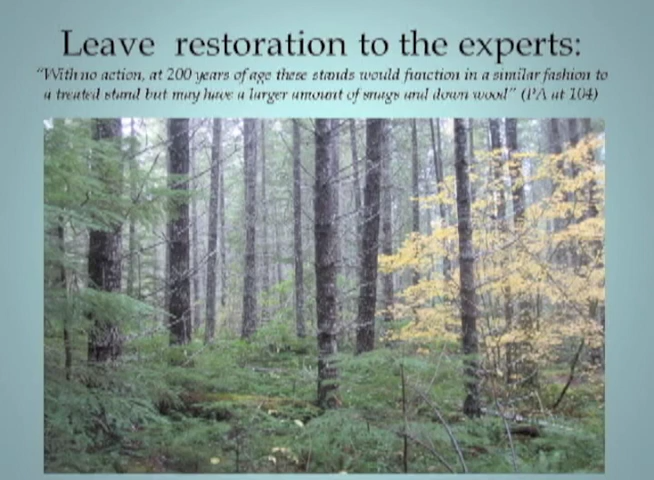 Leave restoration to the experts:
"With no action, at 200 years of age these stands would function in a similar fashion to
a treated stand but may have a larger amount of snags and down wood" (PA at 104)